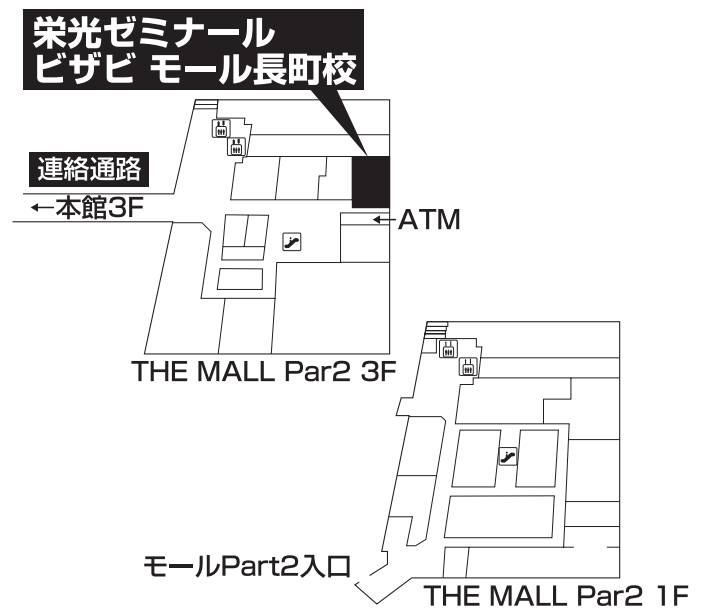 栄光ゼミナール
ビザビ モール長町校
連絡通路
←本館3F
←ATM
THE MALL Par2 3F
モールPart2入口
THE MALL Par2 1F